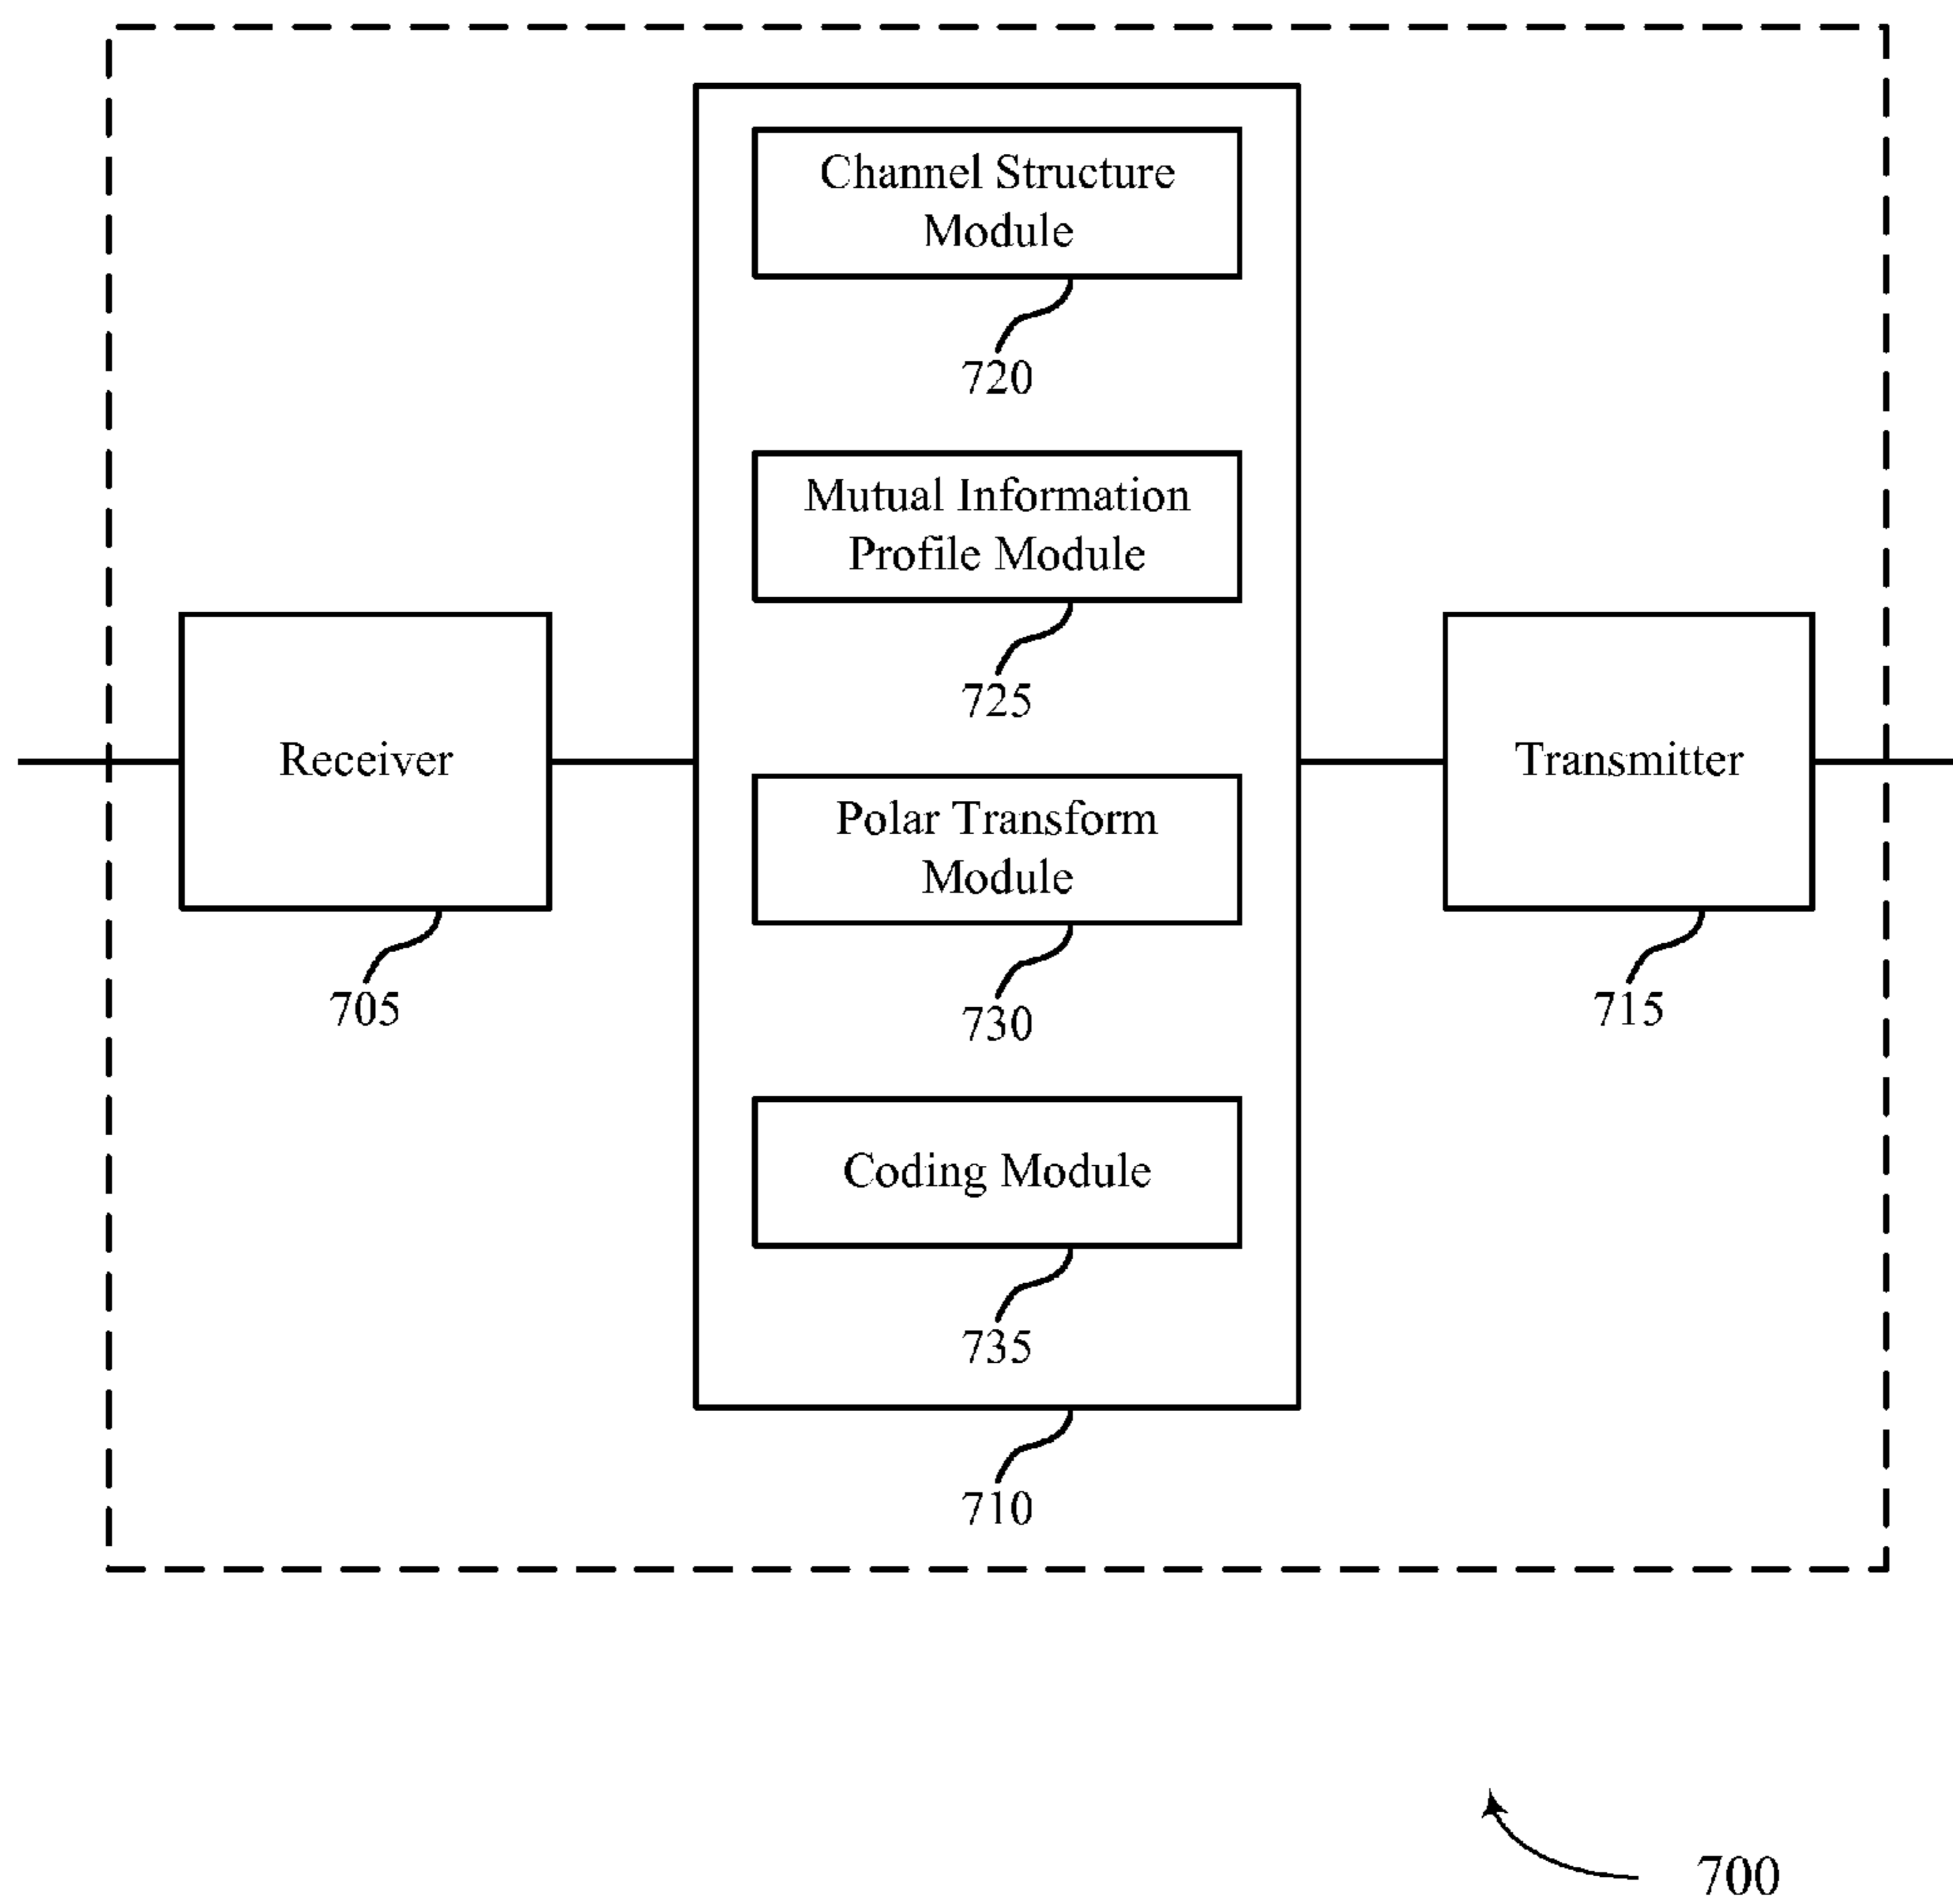 Channel Structure
Module
720
Mutual Information
Profile Module
725
Receiver
705
Polar Transform
Module
730
Transmitter
715
Coding Module
735
710
700